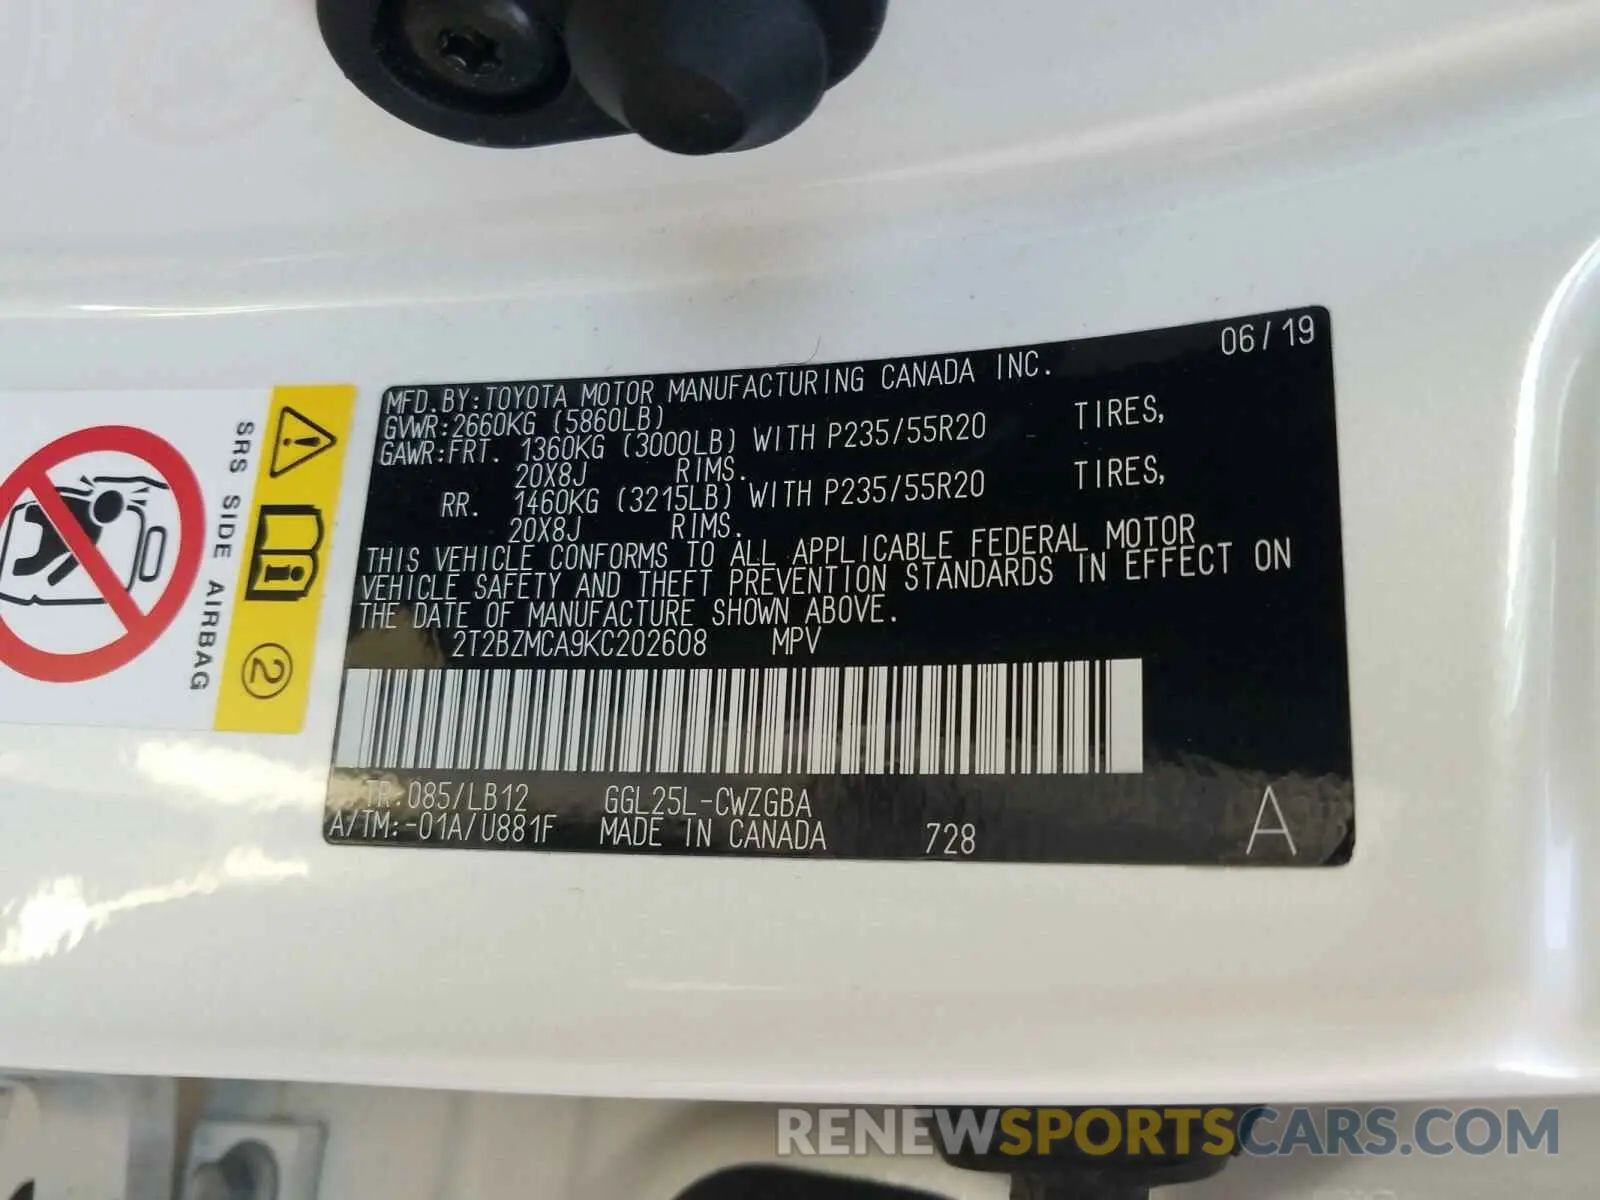 06/19
MFD.BY:TOYOTA MOTOR MANUFACTURING CANADA INC.
GVWR:2660KG (5860LB)
GAWR:FRT. 1360KG (3000LB) WITH P235/55R20 TIRES,
20X8J RIMS.
RR. 1460KG (3215LB) WITH P235/55R20 TIRES,
20X8J RIMS.
THIS VEHICLE CONFORMS TO ALL APPLICABLE FEDERAL MOTOR
VEHICLE SAFETY AND THEFT PREVENTION STANDARDS IN EFFECT ON
THE DATE OF MANUFACTURE SHOWN ABOVE.
2T2BZMCA9KC202608 MPV
TR:085/LB12 GGL25L-CWZGBA
A/TM:-01A/U881F MADE IN CANADA 728 A
SRS SIDE AIRBAG
2
RENEWSPORTSCARS.COM